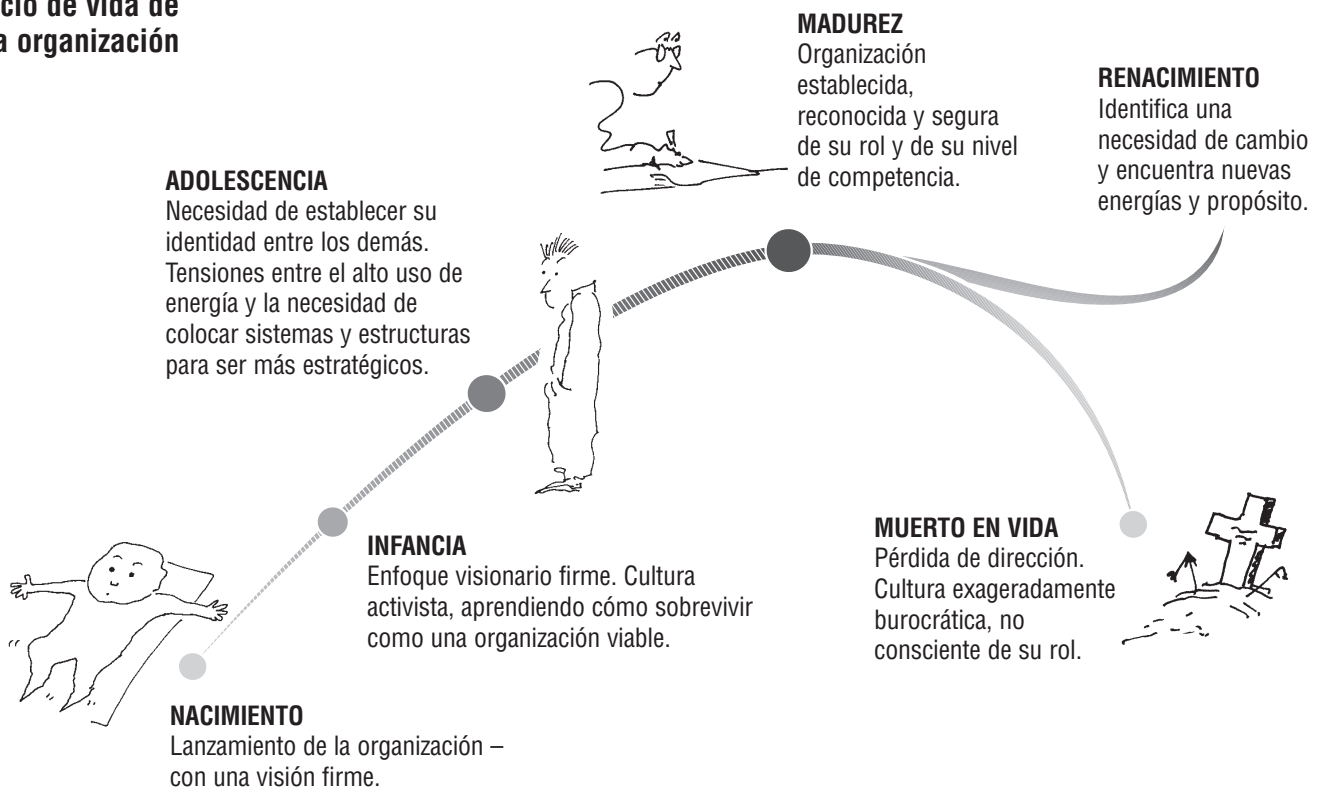 cio de vida de
a organización
MADUREZ
Organización
establecida,
reconocida y segura
de su rol y de su nivel
de competencia.
RENACIMIENTO
Identifica una
necesidad de cambio
y encuentra nuevas
energías y propósito.
ADOLESCENCIA
Necesidad de establecer su
identidad entre los demás.
Tensiones entre el alto uso de
energía y la necesidad de
colocar sistemas y estructuras
para ser más estratégicos.
INFANCIA
Enfoque visionario firme. Cultura
activista, aprendiendo cómo sobrevivir
como una organización viable.
MUERTO EN VIDA
Pérdida de dirección.
Cultura exageradamente
burocrática, no
consciente de su rol.
NACIMIENTO
Lanzamiento de la organización –
con una visión firme.